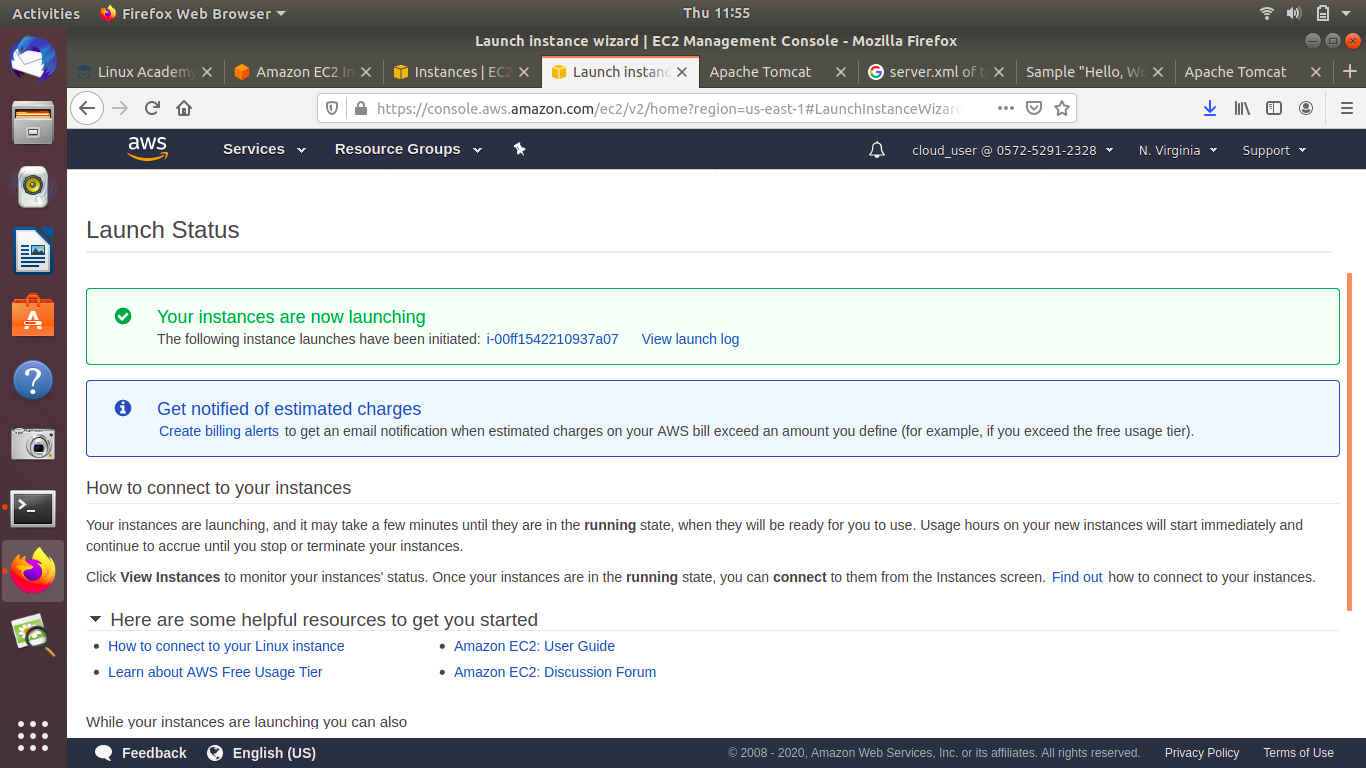 Activities Firefox Web Browser Thu 11:55
Launch instance wizard | EC2 Management Console - Mozilla Firefox
Linux Academy Amazon EC2 In Instances | EC2 Launch instanc Apache Tomcat server.xml of t Sample "Hello, Wo Apache Tomcat
https://console.aws.amazon.com/ec2/v2/home?region=us-east-1#LaunchInstanceWizard
aws Services Resource Groups cloud_user @ 0572-5291-2328 N. Virginia Support
Launch Status
Your instances are now launching
The following instance launches have been initiated: i-00ff1542210937a07 View launch log
Get notified of estimated charges
Create billing alerts to get an email notification when estimated charges on your AWS bill exceed an amount you define (for example, if you exceed the free usage tier).
How to connect to your instances
Your instances are launching, and it may take a few minutes until they are in the running state, when they will be ready for you to use. Usage hours on your new instances will start immediately and
continue to accrue until you stop or terminate your instances.
Click View Instances to monitor your instances' status. Once your instances are in the running state, you can connect to them from the Instances screen. Find out how to connect to your instances.
Here are some helpful resources to get you started
• How to connect to your Linux instance • Amazon EC2: User Guide
• Learn about AWS Free Usage Tier • Amazon EC2: Discussion Forum
While your instances are launching you can also
Feedback English (US) © 2008 - 2020, Amazon Web Services, Inc. or its affiliates. All rights reserved. Privacy Policy Terms of Use